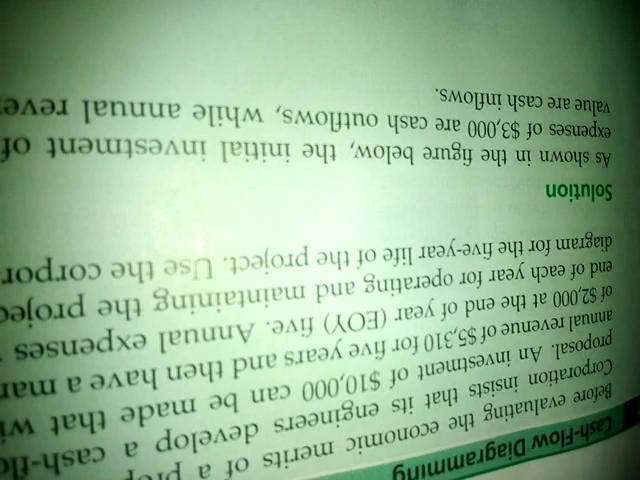 Cash-Flow Diagramming
Before evaluating the economic merits of a
Corporation insists that its engineers develop a
proposal. An investment of $10,000 can be made that
annual revenue of $5,310 for five years and then have a
of $2,000 at the end of year (EOY) five. Annual expenses
end of each year for operating and maintaining the
diagram for the five-year life of the project. Use the
Solution
As shown in the figure below, the initial investment of
expenses of $3,000 are cash outflows, while annual
value are cash inflows.